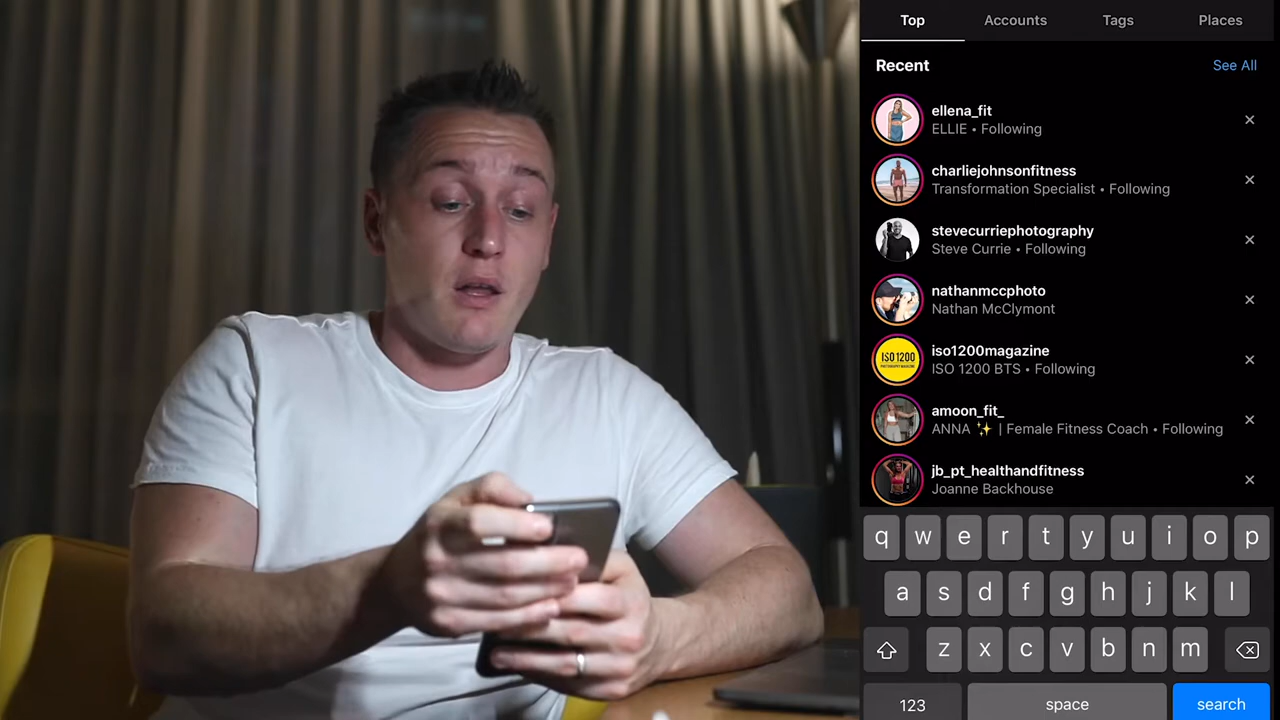 Top Accounts Tags Places
Recent See All
ellena_fit
ELLIE • Following
charliejohnsonfitness
Transformation Specialist • Following
stevecurriephotography
Steve Currie • Following
nathanmccphoto
Nathan McClymont
iso1200magazine
ISO 1200 BTS • Following
ISO 1200
amoon_fit_
ANNA ✨ | Female Fitness Coach • Following
jb_pt_healthandfitness
Joanne Backhouse
q w e r t y u i o p
a s d f g h j k l
z x c v b n m
123 space search